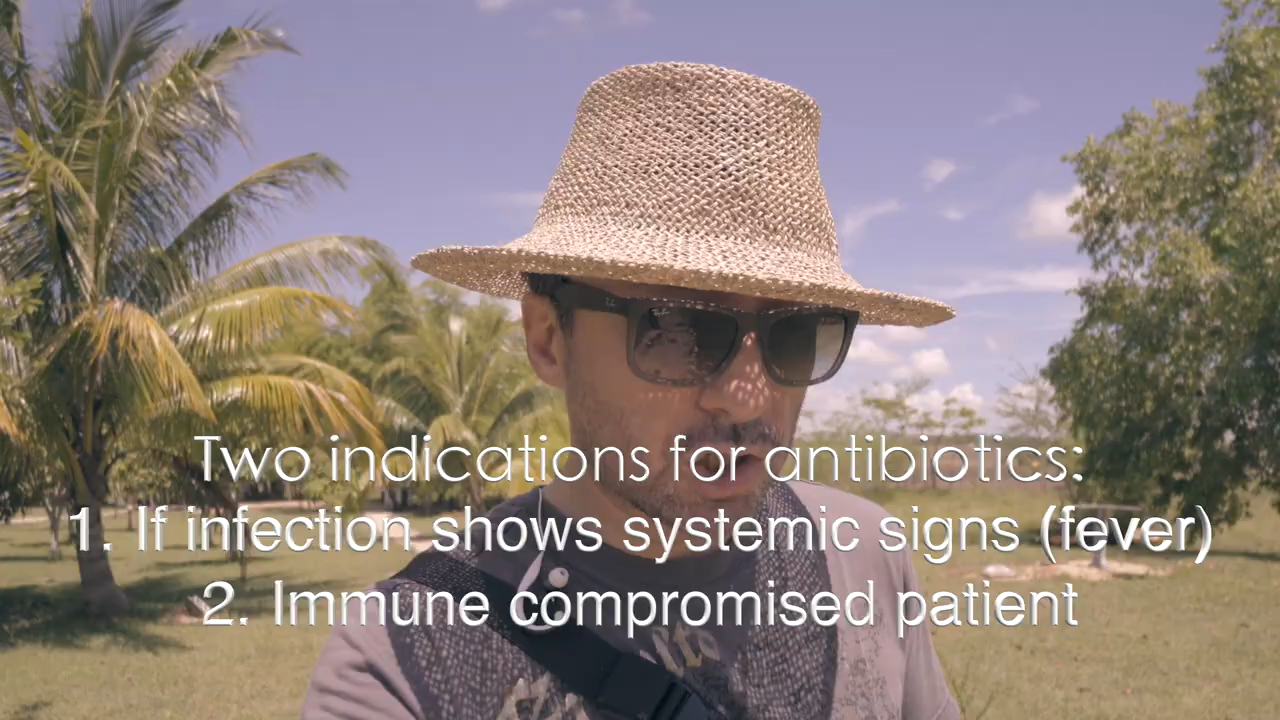 Two indications for antibiotics:
1. If infection shows systemic signs (fever)
2. Immune compromised patient